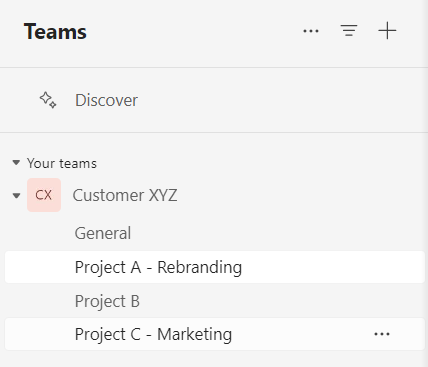 Teams
Discover
Your teams
CX Customer XYZ
General
Project A - Rebranding
Project B
Project C - Marketing